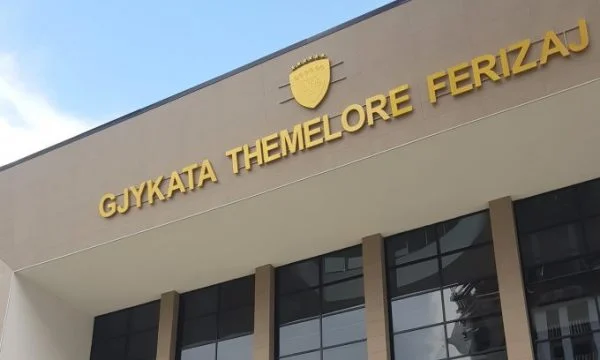 GJYKATA THEMELORE FERIZAJ